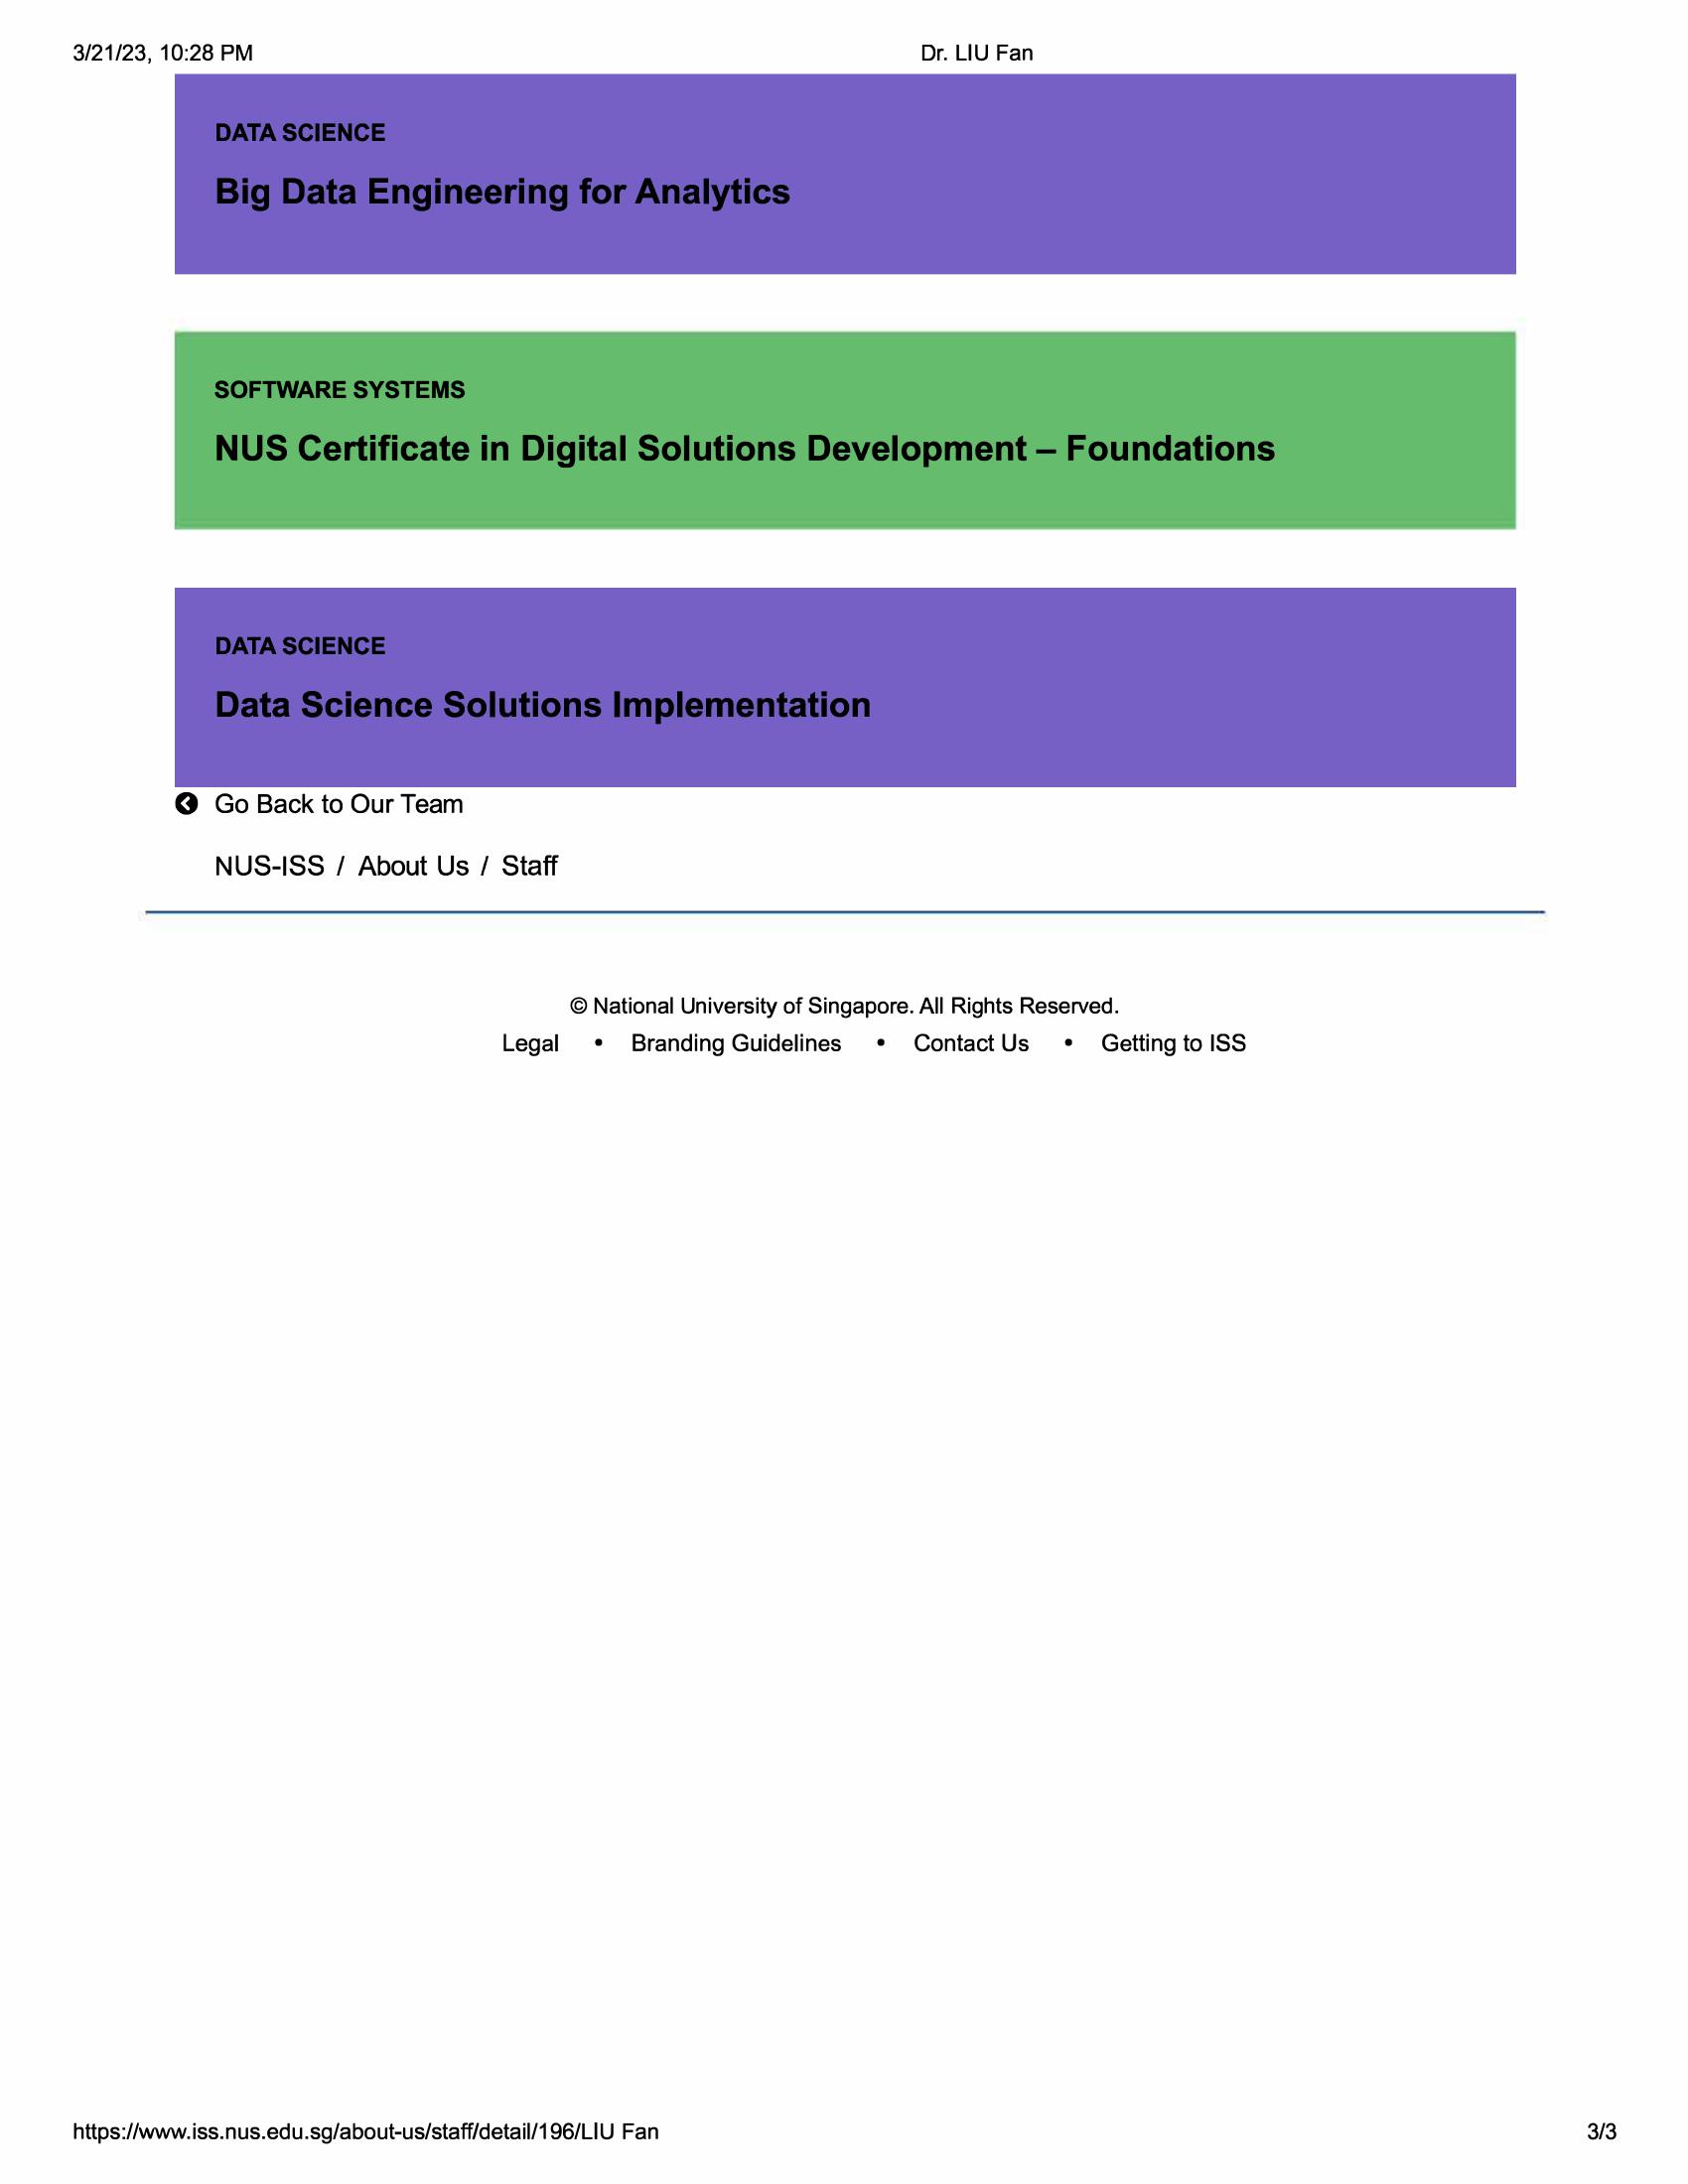 3/21/23, 10:28 PM
Dr. LIU Fan
DATA SCIENCE
Big Data Engineering for Analytics
SOFTWARE SYSTEMS
NUS Certificate in Digital Solutions Development – Foundations
DATA SCIENCE
Data Science Solutions Implementation
Go Back to Our Team
NUS-ISS / About Us / Staff
© National University of Singapore. All Rights Reserved.
Legal • Branding Guidelines • Contact Us • Getting to ISS
https://www.iss.nus.edu.sg/about-us/staff/detail/196/LIU Fan
3/3